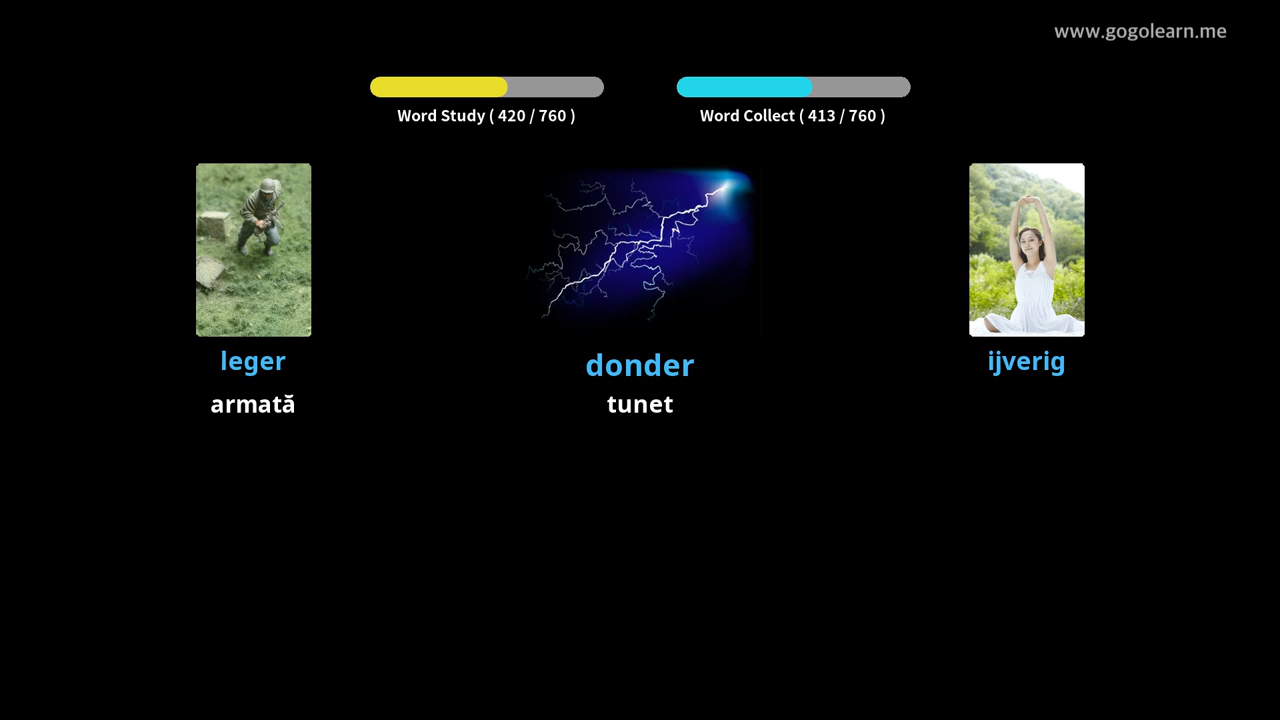 www.gogolearn.me
Word Study ( 420 / 760 )
Word Collect ( 413 / 760 )
leger
donder
ijverig
armată
tunet